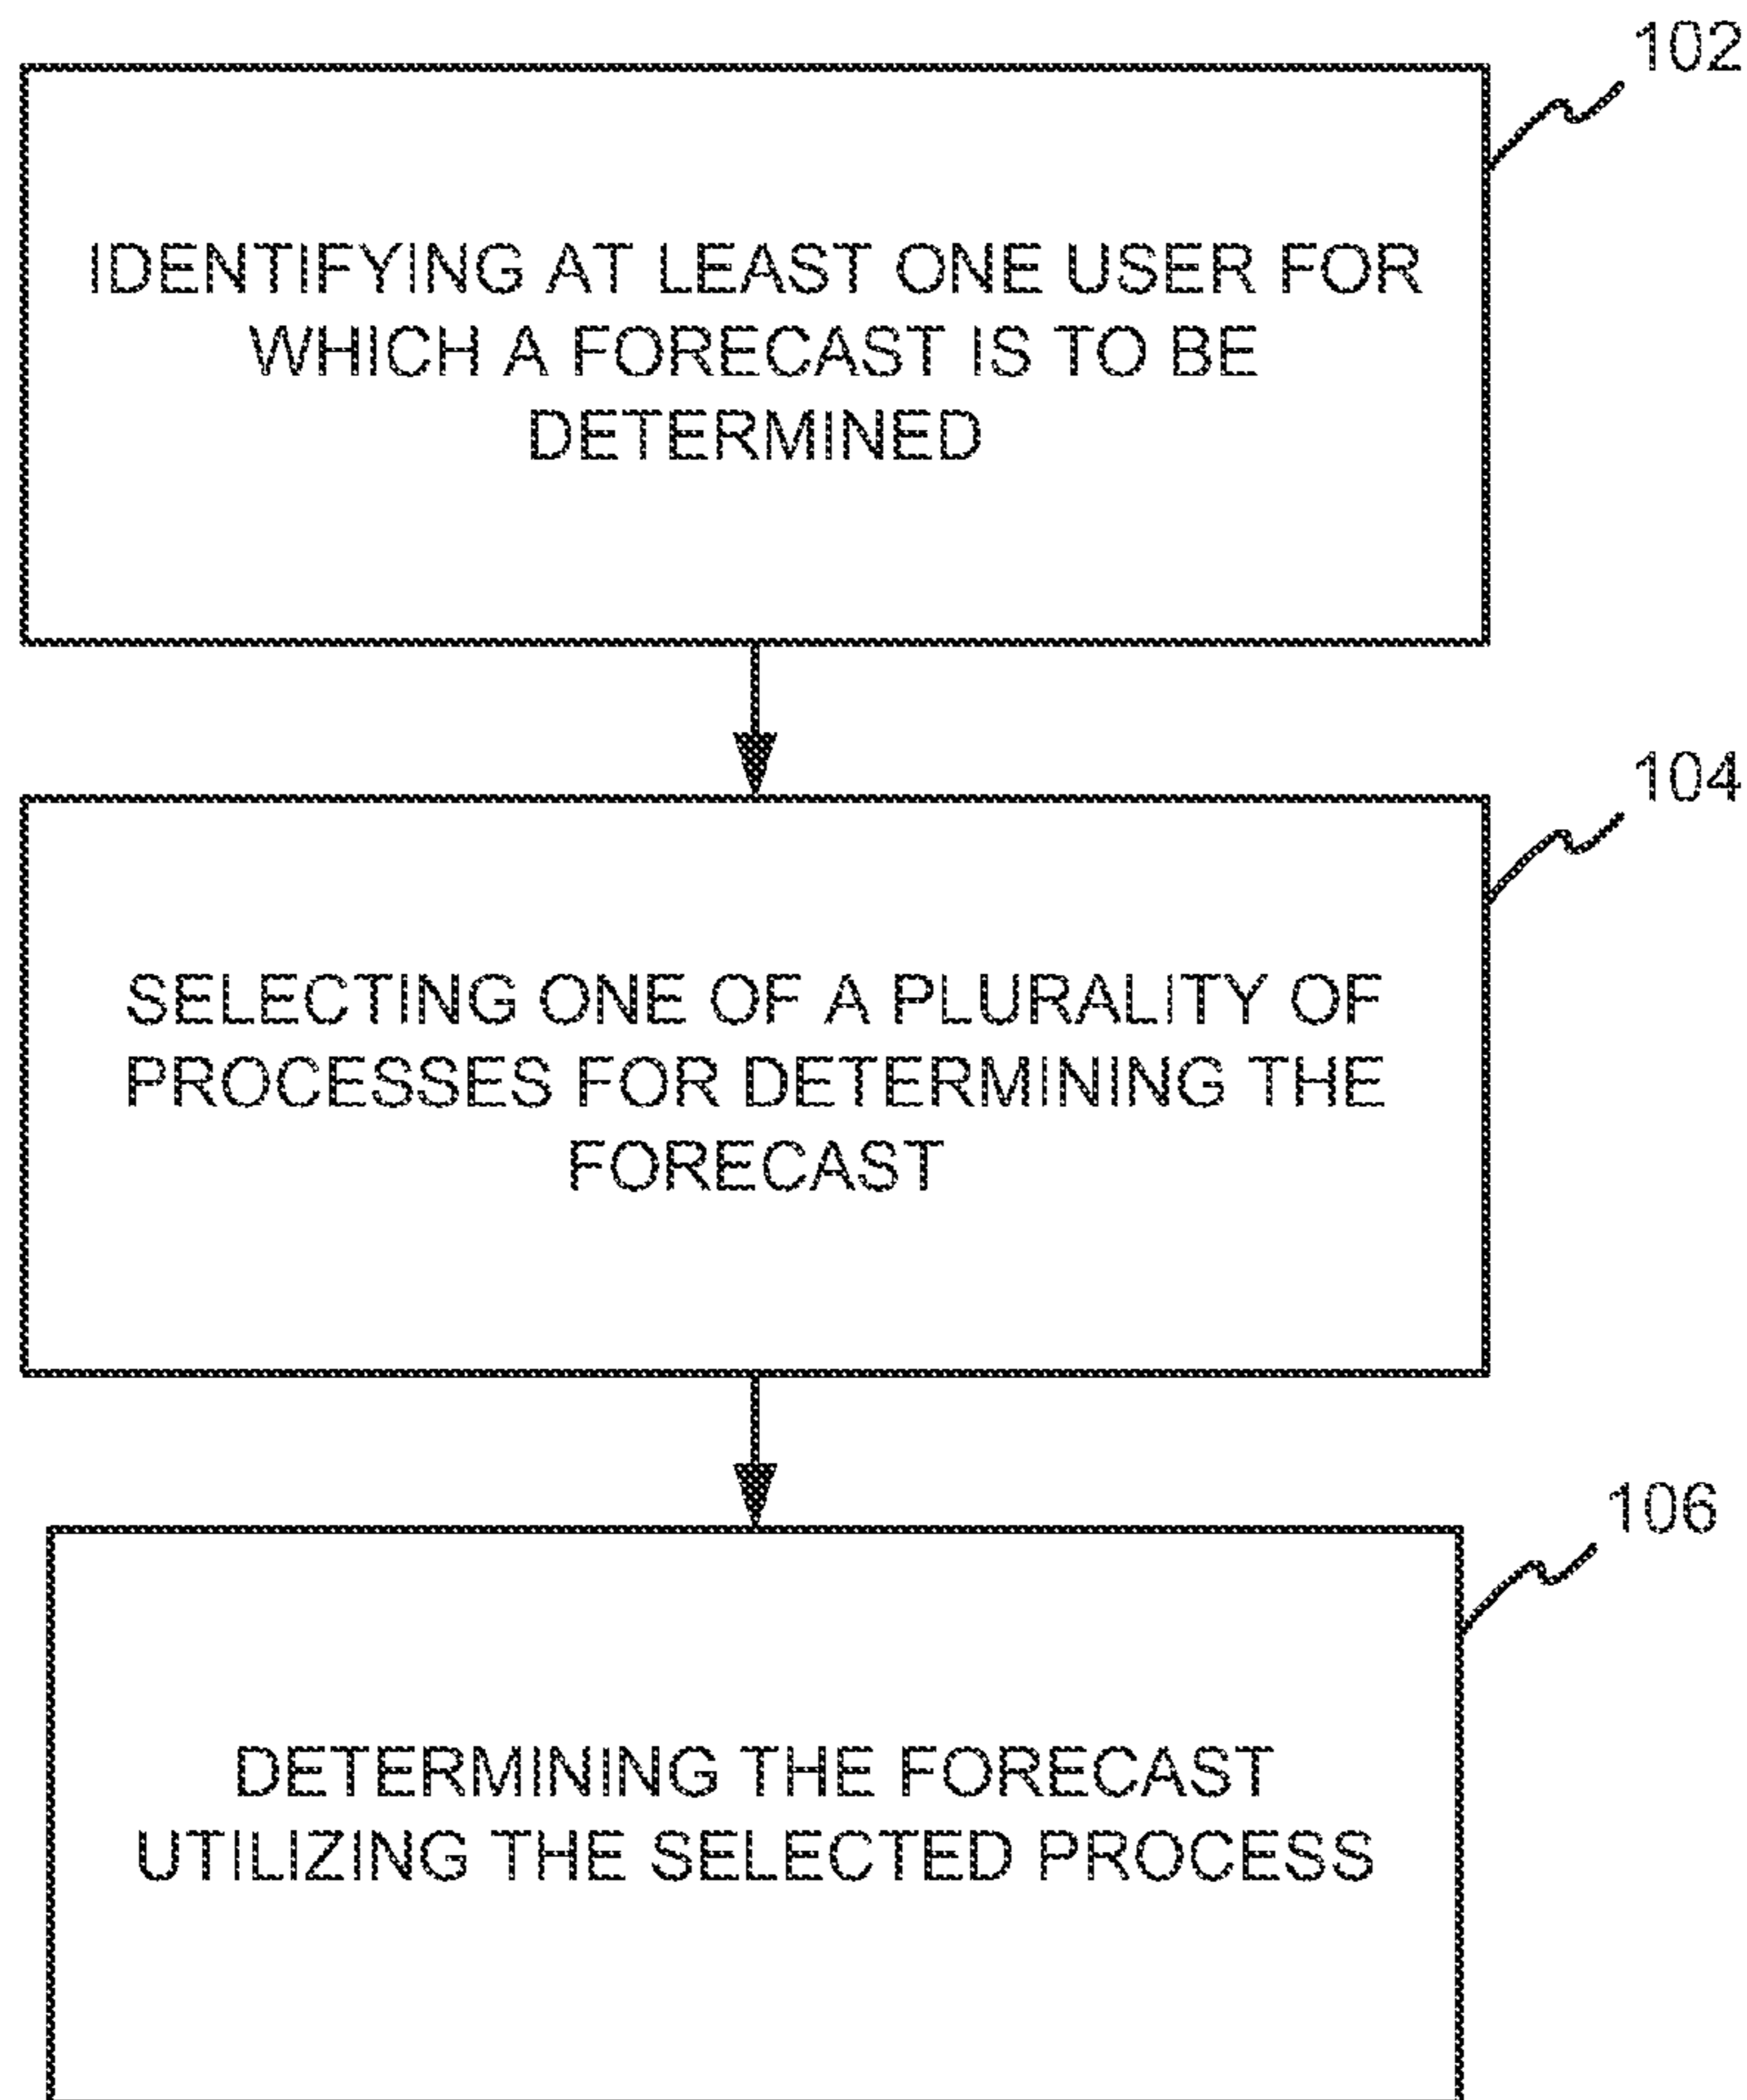 102
IDENTIFYING AT LEAST ONE USER FOR
WHICH A FORECAST IS TO BE
DETERMINED
104
SELECTING ONE OF A PLURALITY OF
PROCESSES FOR DETERMINING THE
FORECAST
106
DETERMINING THE FORECAST
UTILIZING THE SELECTED PROCESS